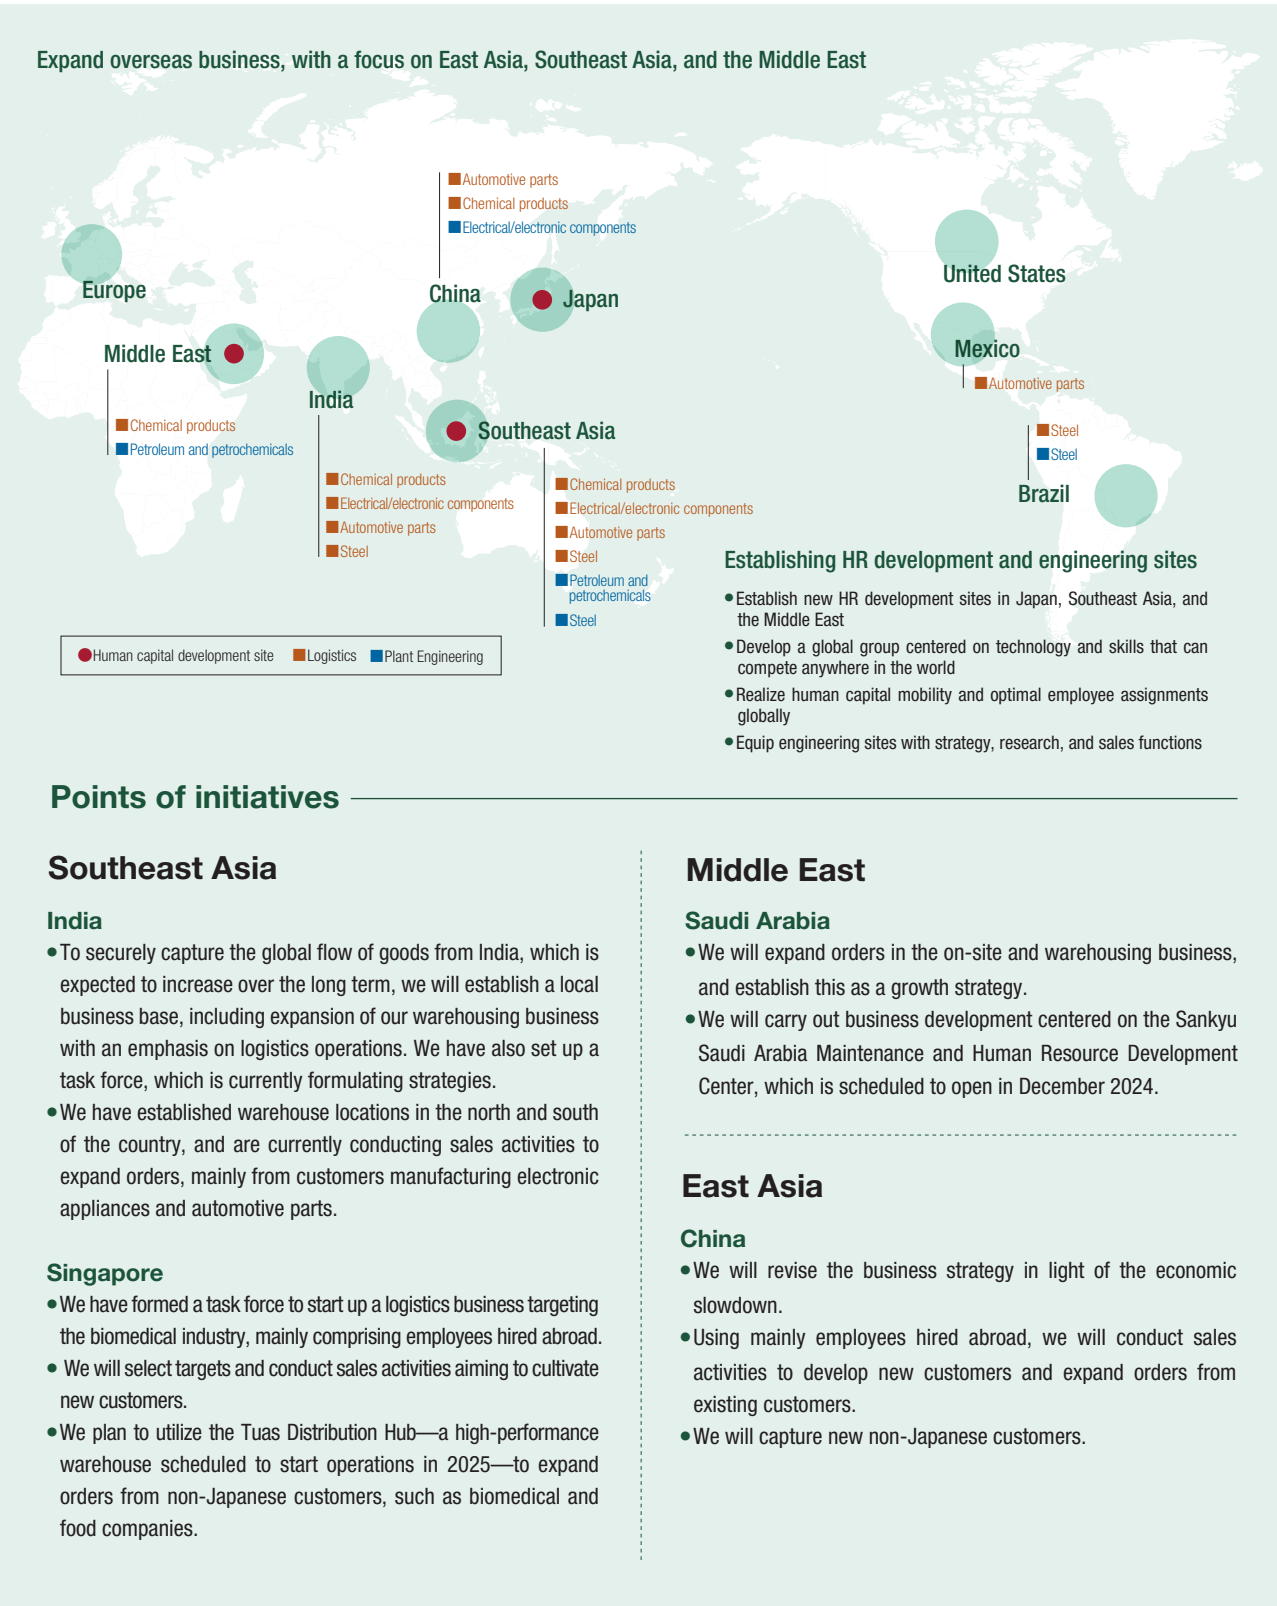 Expand overseas business, with a focus on East Asia, Southeast Asia, and the Middle East
Automotive parts
Chemical products
Electrical/electronic components
Europe
China
Japan
United States
Middle East
Chemical products
Petroleum and petrochemicals
India
Chemical products
Electrical/electronic components
Automotive parts
Steel
Southeast Asia
Chemical products
Electrical/electronic components
Automotive parts
Steel
Petroleum and
petrochemicals
Steel
Mexico
Automotive parts
Steel
Steel
Brazil
●Human capital development site ■Logistics ■Plant Engineering
Establishing HR development and engineering sites
●Establish new HR development sites in Japan, Southeast Asia, and
the Middle East
●Develop a global group centered on technology and skills that can
compete anywhere in the world
●Realize human capital mobility and optimal employee assignments
globally
●Equip engineering sites with strategy, research, and sales functions
Points of initiatives
Southeast Asia
India
●To securely capture the global flow of goods from India, which is
expected to increase over the long term, we will establish a local
business base, including expansion of our warehousing business
with an emphasis on logistics operations. We have also set up a
task force, which is currently formulating strategies.
●We have established warehouse locations in the north and south
of the country, and are currently conducting sales activities to
expand orders, mainly from customers manufacturing electronic
appliances and automotive parts.
Singapore
●We have formed a task force to start up a logistics business targeting
the biomedical industry, mainly comprising employees hired abroad.
● We will select targets and conduct sales activities aiming to cultivate
new customers.
●We plan to utilize the Tuas Distribution Hub—a high-performance
warehouse scheduled to start operations in 2025—to expand
orders from non-Japanese customers, such as biomedical and
food companies.
Middle East
Saudi Arabia
●We will expand orders in the on-site and warehousing business,
and establish this as a growth strategy.
●We will carry out business development centered on the Sankyu
Saudi Arabia Maintenance and Human Resource Development
Center, which is scheduled to open in December 2024.
East Asia
China
●We will revise the business strategy in light of the economic
slowdown.
●Using mainly employees hired abroad, we will conduct sales
activities to develop new customers and expand orders from
existing customers.
●We will capture new non-Japanese customers.